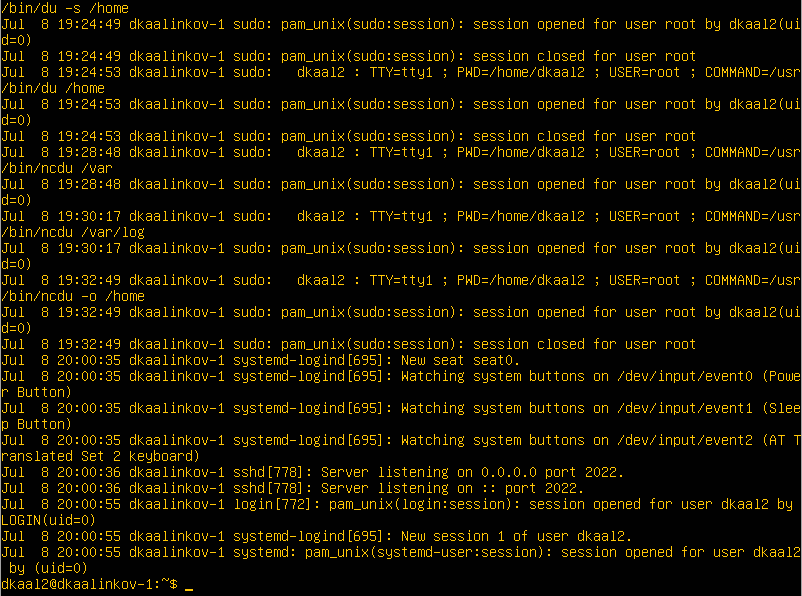 /bin/du -s /home
Jul  8 19:24:49 dkaalinkov-1 sudo: pam_unix(sudo:session): session opened for user root by dkaal2(ui
d=0)
Jul  8 19:24:49 dkaalinkov-1 sudo: pam_unix(sudo:session): session closed for user root
Jul  8 19:24:53 dkaalinkov-1 sudo:   dkaal2 : TTY=tty1 ; PWD=/home/dkaal2 ; USER=root ; COMMAND=/usr
/bin/du /home
Jul  8 19:24:53 dkaalinkov-1 sudo: pam_unix(sudo:session): session opened for user root by dkaal2(ui
d=0)
Jul  8 19:24:53 dkaalinkov-1 sudo: pam_unix(sudo:session): session closed for user root
Jul  8 19:28:48 dkaalinkov-1 sudo:   dkaal2 : TTY=tty1 ; PWD=/home/dkaal2 ; USER=root ; COMMAND=/usr
/bin/ncdu /var
Jul  8 19:28:48 dkaalinkov-1 sudo: pam_unix(sudo:session): session opened for user root by dkaal2(ui
d=0)
Jul  8 19:30:17 dkaalinkov-1 sudo:   dkaal2 : TTY=tty1 ; PWD=/home/dkaal2 ; USER=root ; COMMAND=/usr
/bin/ncdu /var/log
Jul  8 19:30:17 dkaalinkov-1 sudo: pam_unix(sudo:session): session opened for user root by dkaal2(ui
d=0)
Jul  8 19:32:49 dkaalinkov-1 sudo:   dkaal2 : TTY=tty1 ; PWD=/home/dkaal2 ; USER=root ; COMMAND=/usr
/bin/ncdu -o /home
Jul  8 19:32:49 dkaalinkov-1 sudo: pam_unix(sudo:session): session opened for user root by dkaal2(ui
d=0)
Jul  8 19:32:49 dkaalinkov-1 sudo: pam_unix(sudo:session): session closed for user root
Jul  8 20:00:35 dkaalinkov-1 systemd-logind[695]: New seat seat0.
Jul  8 20:00:35 dkaalinkov-1 systemd-logind[695]: Watching system buttons on /dev/input/event0 (Powe
r Button)
Jul  8 20:00:35 dkaalinkov-1 systemd-logind[695]: Watching system buttons on /dev/input/event1 (Slee
p Button)
Jul  8 20:00:35 dkaalinkov-1 systemd-logind[695]: Watching system buttons on /dev/input/event2 (AT T
ranslated Set 2 keyboard)
Jul  8 20:00:36 dkaalinkov-1 sshd[778]: Server listening on 0.0.0.0 port 2022.
Jul  8 20:00:36 dkaalinkov-1 sshd[778]: Server listening on :: port 2022.
Jul  8 20:00:55 dkaalinkov-1 login[772]: pam_unix(login:session): session opened for user dkaal2 by
LOGIN(uid=0)
Jul  8 20:00:55 dkaalinkov-1 systemd-logind[695]: New session 1 of user dkaal2.
Jul  8 20:00:55 dkaalinkov-1 systemd: pam_unix(systemd-user:session): session opened for user dkaal2
 by (uid=0)
dkaal2@dkaalinkov-1:~$ _